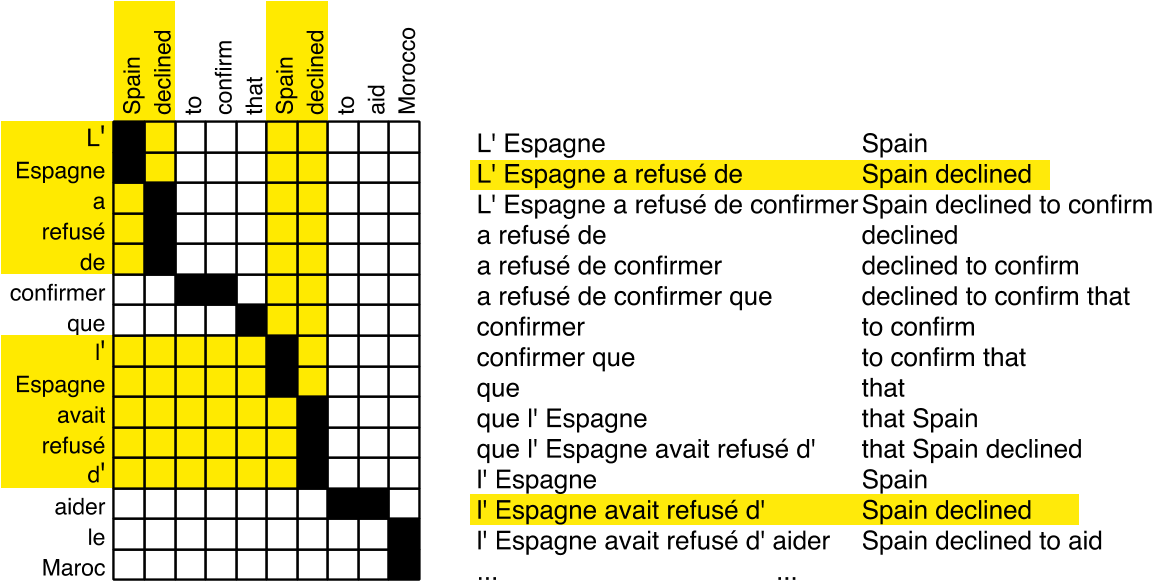 Spain declined to confirm that Spain declined to aid Morocco
L'
Espagne
a
refusé
de
confirmer
que
l'
Espagne
avait
refusé
d'
aider
le
Maroc
L' Espagne Spain
L' Espagne a refusé de Spain declined
L' Espagne a refusé de confirmer Spain declined to confirm
a refusé de declined
a refusé de confirmer declined to confirm
a refusé de confirmer que declined to confirm that
confirmer to confirm
confirmer que to confirm that
que that
que l' Espagne that Spain
que l' Espagne avait refusé d' that Spain declined
l' Espagne Spain
l' Espagne avait refusé d' Spain declined
l' Espagne avait refusé d' aider Spain declined to aid
... ...